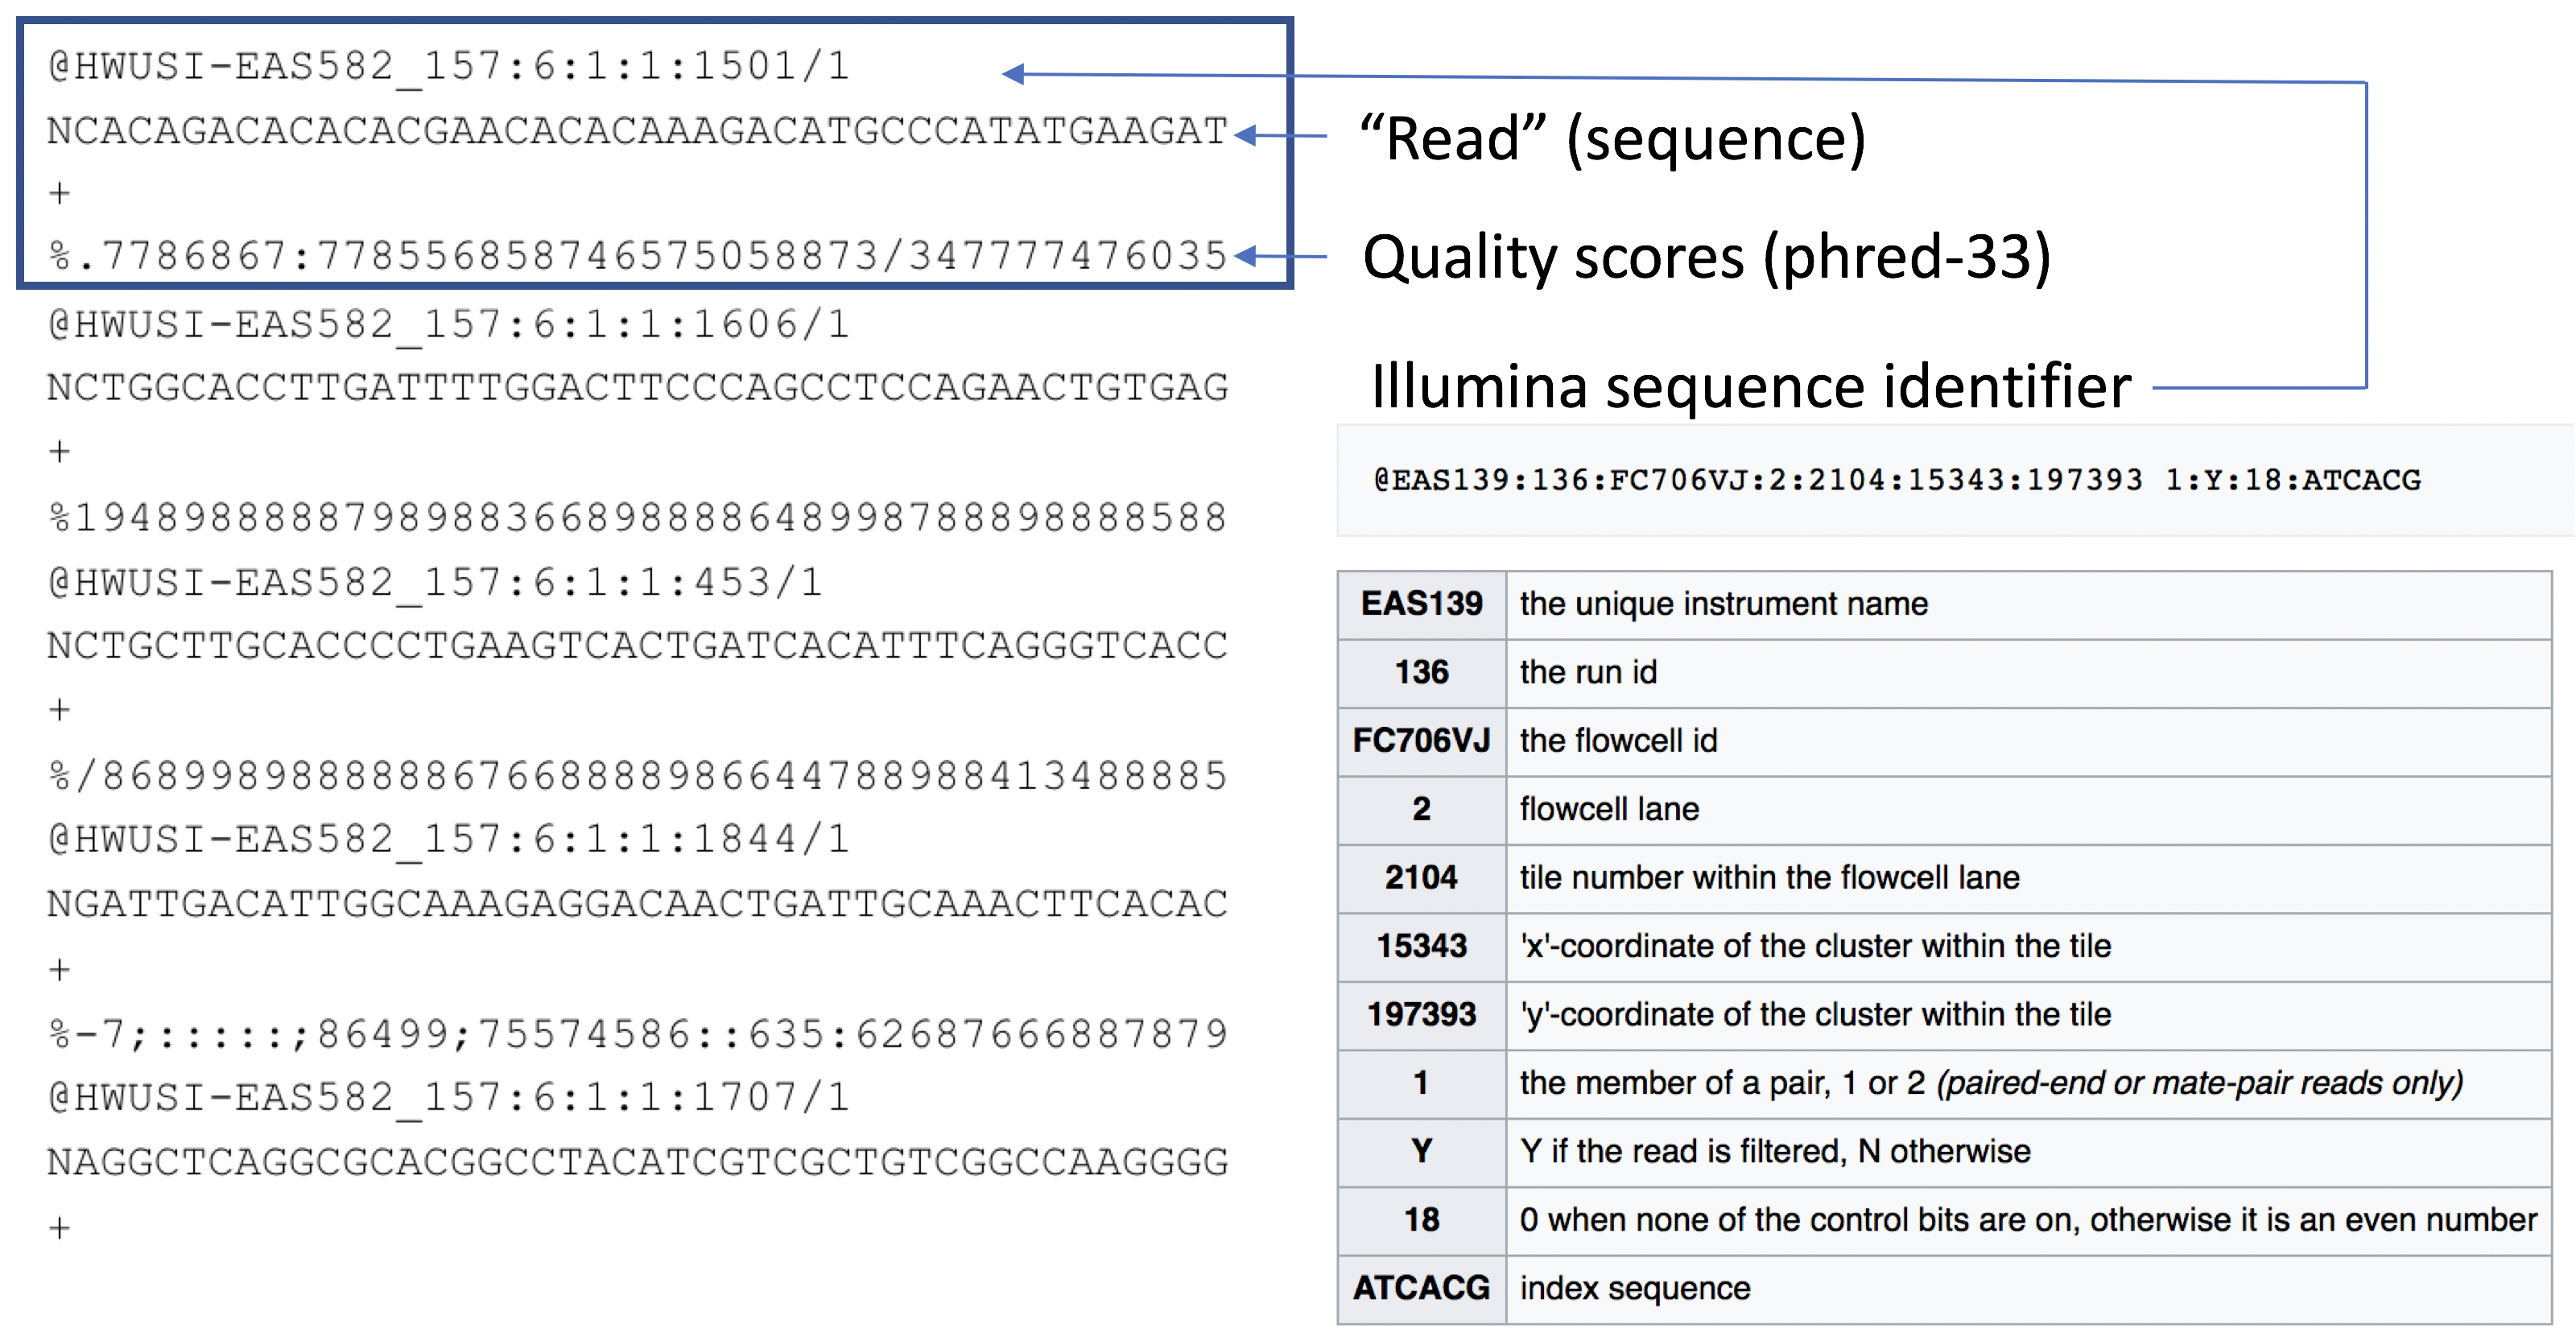 @HWUSI-EAS582_157:6:1:1:1501/1
NCACAGACACACACGAACACACAAAGACATGCCCATATGAAGAT
+
%.7786867:778556858746575058873/347777476035
@HWUSI-EAS582_157:6:1:1:1606/1
NCTGGCACCTTGATTTTGGACTTCCCAGCCTCCAGAACTGTGAG
+
%1948988888798988366898888648998788898888588
@HWUSI-EAS582_157:6:1:1:453/1
NCTGCTTGCACCCCTGAAGTCACTGATCACATTTCAGGGTCACC
+
%/868998988888867668888986644788988413488885
@HWUSI-EAS582_157:6:1:1:1844/1
NGATTGACATTGGCAAAGAGGACAACTGATTGCAAACTTCACAC
+
%-7;:::::;86499;75574586::635:62687666887879
@HWUSI-EAS582_157:6:1:1:1707/1
NAGGCTCAGGCGCACGGCCTACATCGTCGCTGTCGGCCAAGGGG
+
“Read” (sequence)
Quality scores (phred-33)
Illumina sequence identifier
@EAS139:136:FC706VJ:2:2104:15343:197393 1:Y:18:ATCACG
EAS139 the unique instrument name
136 the run id
FC706VJ the flowcell id
2 flowcell lane
2104 tile number within the flowcell lane
15343 'x'-coordinate of the cluster within the tile
197393 'y'-coordinate of the cluster within the tile
1 the member of a pair, 1 or 2 (paired-end or mate-pair reads only)
Y Y if the read is filtered, N otherwise
18 0 when none of the control bits are on, otherwise it is an even number
ATCACG index sequence